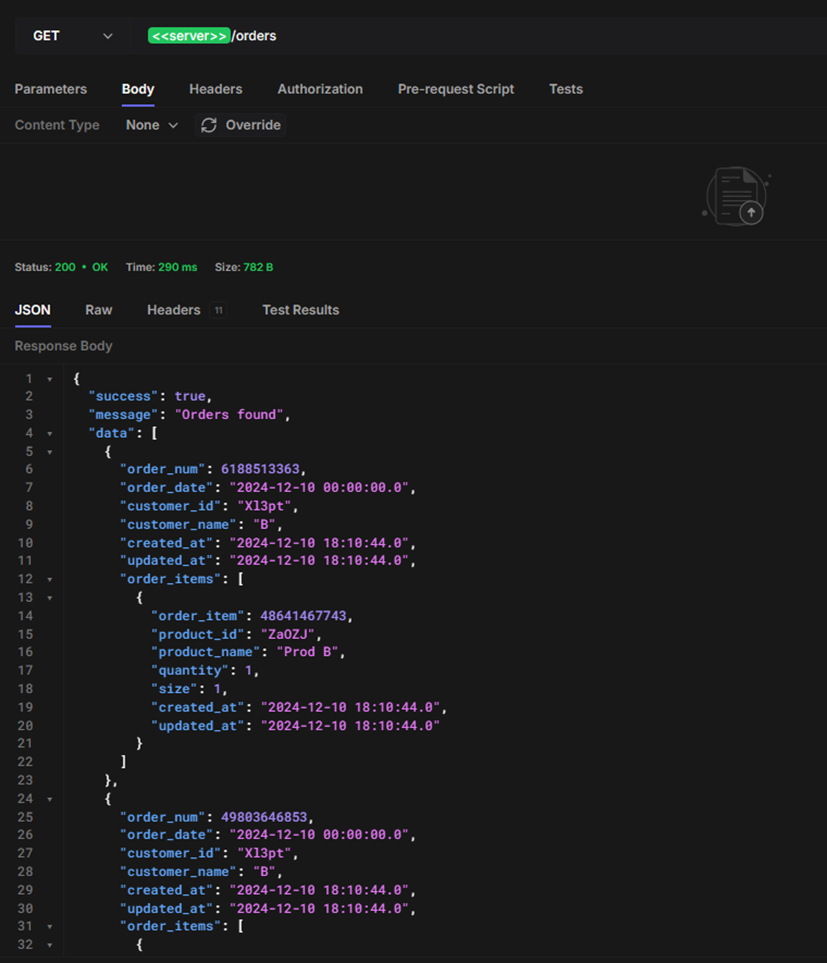 GET <<server>>/orders
Parameters Body Headers Authorization Pre-request Script Tests
Content Type None Override
Status: 200 • OK Time: 290 ms Size: 782 B
JSON Raw Headers 11 Test Results
Response Body
1 {
2 "success": true,
3 "message": "Orders found",
4 "data": [
5 {
6 "order_num": 6188513363,
7 "order_date": "2024-12-10 00:00:00.0",
8 "customer_id": "Xl3pt",
9 "customer_name": "B",
10 "created_at": "2024-12-10 18:10:44.0",
11 "updated_at": "2024-12-10 18:10:44.0",
12 "order_items": [
13 {
14 "order_item": 48641467743,
15 "product_id": "ZaOZJ",
16 "product_name": "Prod B",
17 "quantity": 1,
18 "size": 1,
19 "created_at": "2024-12-10 18:10:44.0",
20 "updated_at": "2024-12-10 18:10:44.0"
21 }
22 ]
23 },
24 {
25 "order_num": 49803646853,
26 "order_date": "2024-12-10 00:00:00.0",
27 "customer_id": "Xl3pt",
28 "customer_name": "B",
29 "created_at": "2024-12-10 18:10:44.0",
30 "updated_at": "2024-12-10 18:10:44.0",
31 "order_items": [
32 {